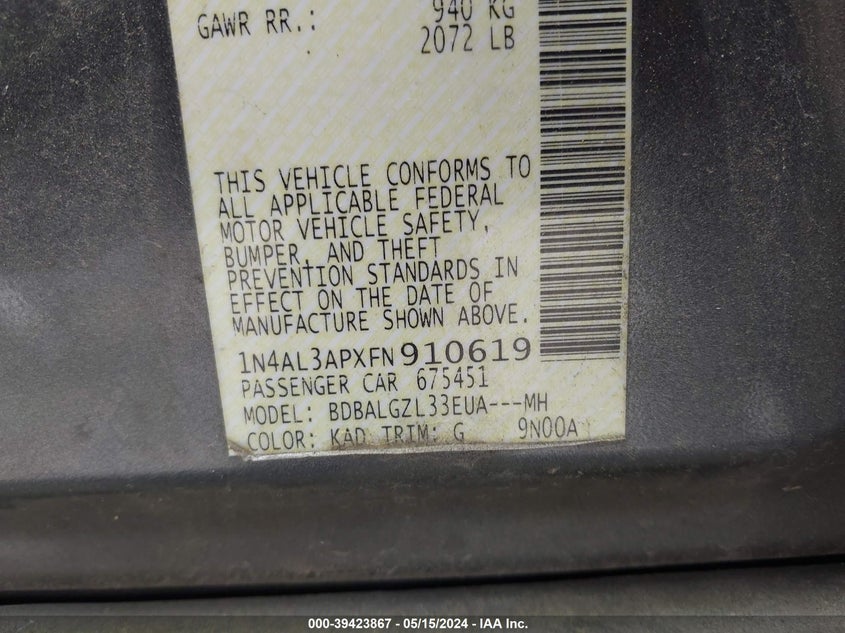 GAWR RR.: 940 KG
2072 LB
THIS VEHICLE CONFORMS TO
ALL APPLICABLE FEDERAL
MOTOR VEHICLE SAFETY,
BUMPER, AND THEFT
PREVENTION STANDARDS IN
EFFECT ON THE DATE OF
MANUFACTURE SHOWN ABOVE.
1N4AL3APXFN910619
PASSENGER CAR 675451
MODEL: BDBALGZL33EUA---MH
COLOR: KAD TRIM: G 9N00A
000-39423867 - 05/15/2024 - IAA Inc.